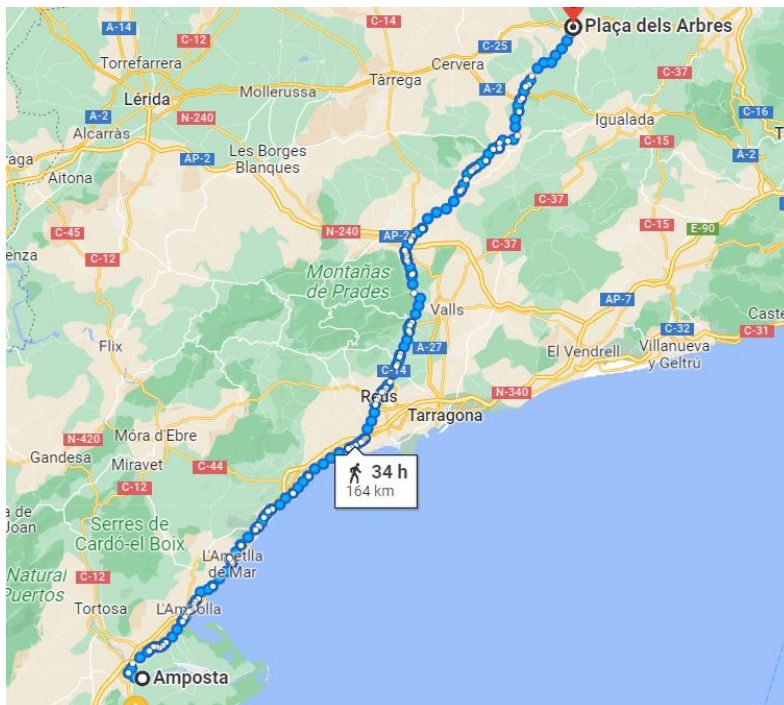 A-14
C-12
Plaça dels Arbres
C-25
Torrefarrera
Cervera
C-37
Tàrrega
Lérida
Mollerussa
A-2
A-2
N-240
Igualada
C-16
Alcarràs
AP-2
Les Borges
Blanques
C-15
A-2
Aitona
C-37
C-45
N-240
AP-2
C-37
C-15
E-90
C-12
Montañas
de Prades
Valls
AP-7
C-32
C-31
Flix
A-27
El Vendrell
Villanueva
y Geltrú
C-14
Reus
N-340
Tarragona
N-420
Móra d'Ebre
Gandesa
Miravet
C-44
34 h
164 km
C-12
Serres de
Cardó-el Boix
Joan
L'Ametlla
de Mar
Natural
C-12
Tortosa
L'Ampolla
Amposta